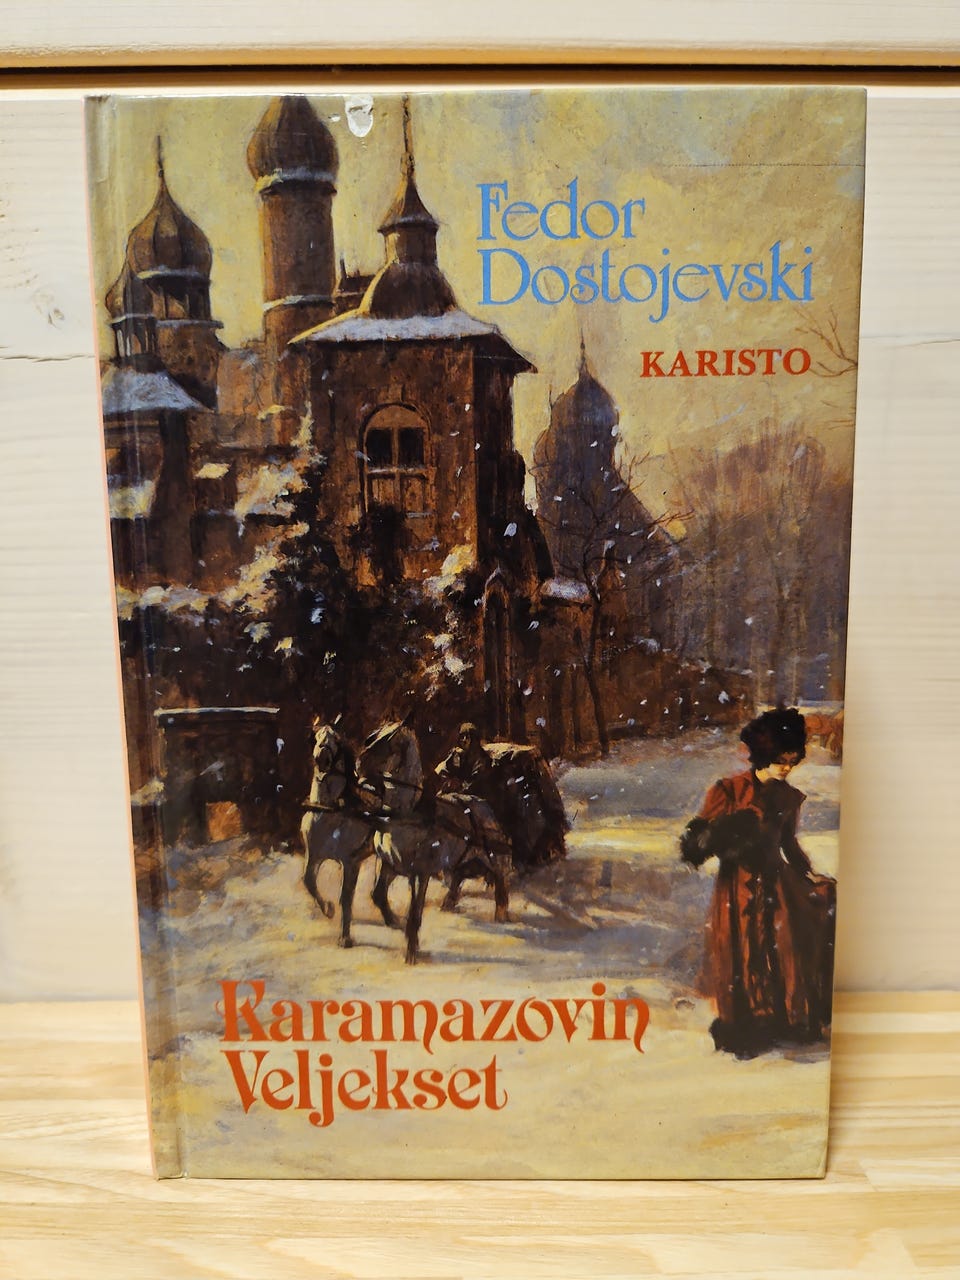 Fedor
Dostojevski
KARISTO
Karamazovin
Veljekset